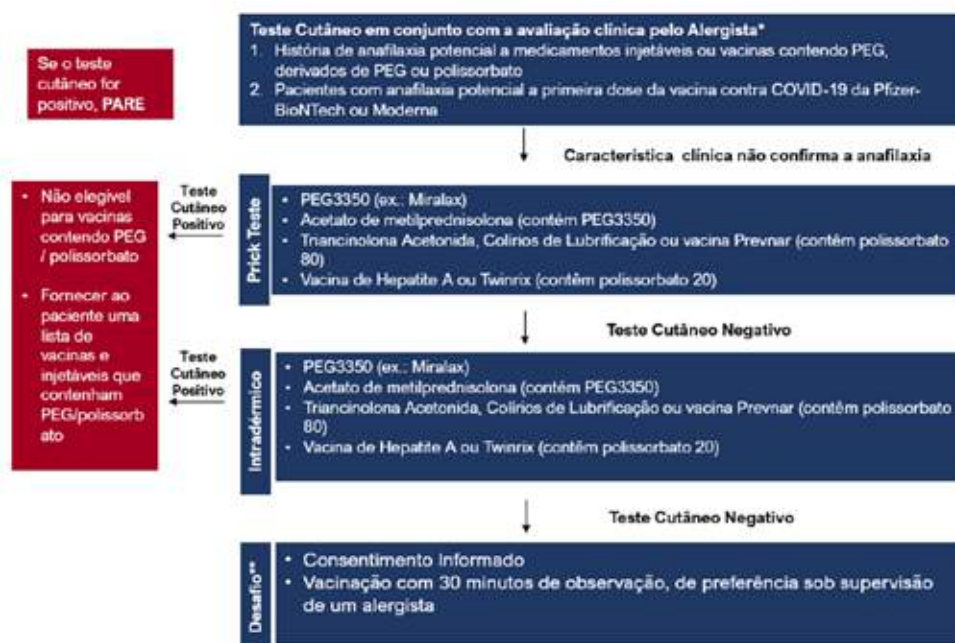 Se o teste
cutâneo for
positivo, PARE
Teste Cutâneo em conjunto com a avaliação clínica pelo Alergista*
1. História de anafilaxia potencial a medicamentos injetáveis ou vacinas contendo PEG,
derivados de PEG ou polissorbato
2. Pacientes com anafilaxia potencial a primeira dose da vacina contra COVID-19 da Pfizer-
BioNTech ou Moderna
Característica clínica não confirma a anafilaxia
• Não elegível
para vacinas
contendo PEG
/ polissorbato
• Fornecer ao
paciente uma
lista de
vacinas e
injetáveis que
contenham
PEG/polissorb
ato
Teste
Cutâneo
Positivo
Prick Teste
• PEG3350 (ex.: Miralax)
• Acetato de metilprednisolona (contém PEG3350)
• Triancinolona Acetonida, Colírios de Lubrificação ou vacina Prevnar (contêm polissorbato
80)
• Vacina de Hepatite A ou Twinrix (contêm polissorbato 20)
Teste Cutâneo Negativo
Teste
Cutâneo
Positivo
Intradérmico
• PEG3350 (ex.: Miralax)
• Acetato de metilprednisolona (contém PEG3350)
• Triancinolona Acetonida, Colírios de Lubrificação ou vacina Prevnar (contêm polissorbato
80)
• Vacina de Hepatite A ou Twinrix (contêm polissorbato 20)
Teste Cutâneo Negativo
Desafio**
• Consentimento Informado
• Vacinação com 30 minutos de observação, de preferência sob supervisão
de um alergista